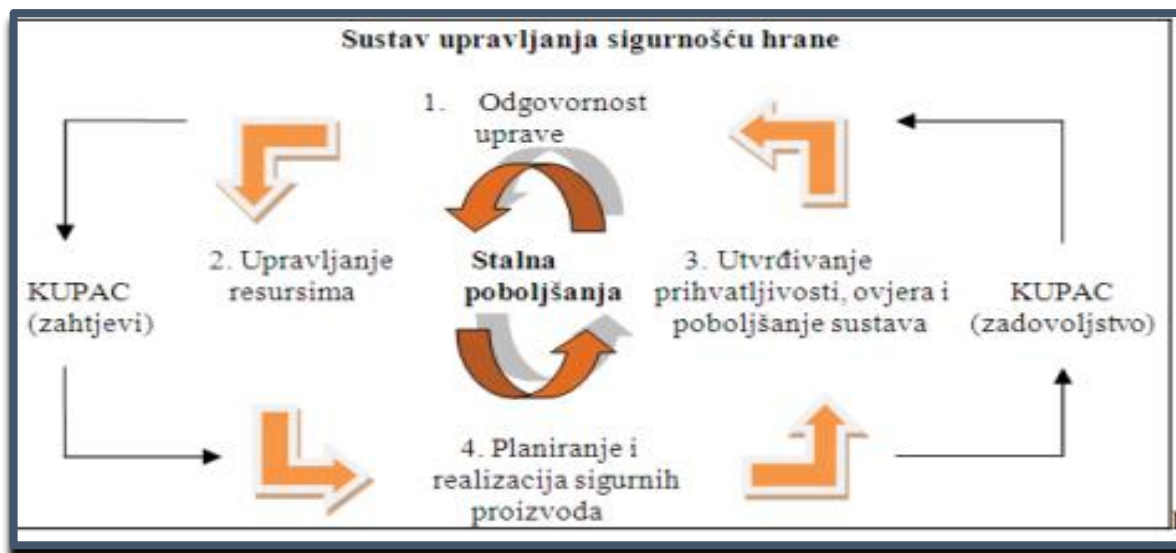 Sustav upravljanja sigurnošću hrane
1. Odgovornost
uprave
2. Upravljanje
resursima
Stalna
poboljšanja
3. Utvrđivanje
prihvatljivosti, ovjera i
poboljšanje sustava
KUPAC
(zahtjevi)
KUPAC
(zadovoljstvo)
4. Planiranje i
realizacija sigurnih
proizvoda